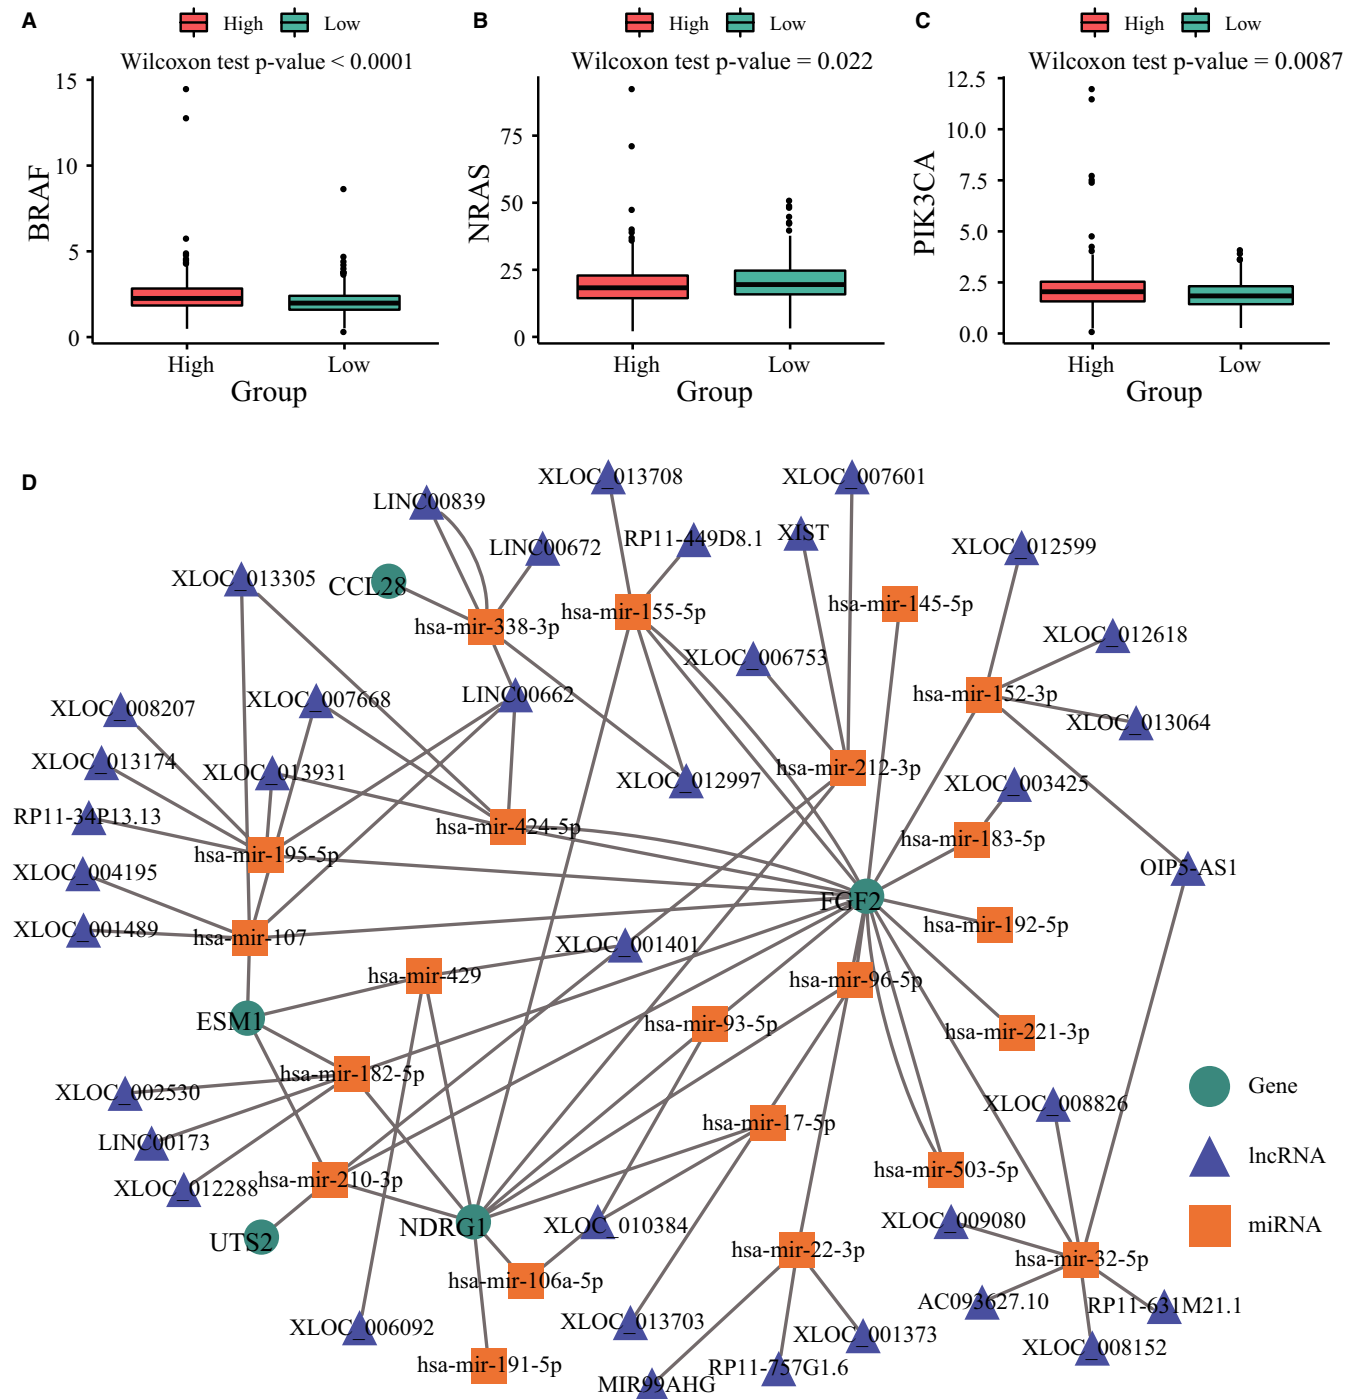 A
High
Low
Wilcoxon test p-value < 0.0001
15
10
5
0
BRAF
High
Low
Group
B
High
Low
Wilcoxon test p-value = 0.022
75
50
25
0
NRAS
High
Low
Group
C
High
Low
Wilcoxon test p-value = 0.0087
12.5
10.0
7.5
5.0
2.5
0.0
PIK3CA
High
Low
Group
D
XLOC_013708
XLOC_007601
LINC00839
XIST
RP11-449D8.1
LINC00672
XLOC_012599
XLOC_013305
CCL28
hsa-mir-145-5p
hsa-mir-155-5p
hsa-mir-338-3p
XLOC_012618
XLOC_006753
hsa-mir-152-3p
LINC00662
XLOC_007668
XLOC_008207
XLOC_013064
XLOC_013174
XLOC_013931
hsa-mir-212-3p
XLOC_012997
XLOC_003425
RP11-34P13.13
hsa-mir-424-5p
hsa-mir-183-5p
hsa-mir-195-5p
OIP5-AS1
XLOC_004195
FGF2
hsa-mir-192-5p
XLOC_001489
hsa-mir-107
XLOC_001401
hsa-mir-429
hsa-mir-96-5p
ESM1
hsa-mir-93-5p
hsa-mir-221-3p
hsa-mir-182-5p
Gene
XLOC_002530
XLOC_008826
hsa-mir-17-5p
LINC00173
lncRNA
hsa-mir-503-5p
hsa-mir-210-3p
XLOC_012288
XLOC_009080
miRNA
NDRG1
XLOC_010384
UTS2
hsa-mir-22-3p
hsa-mir-32-5p
hsa-mir-106a-5p
AC093627.10
RP11-631M21.1
XLOC_013703
XLOC_006092
XLOC_001373
XLOC_008152
hsa-mir-191-5p
RP11-757G1.6
MIR99AHG